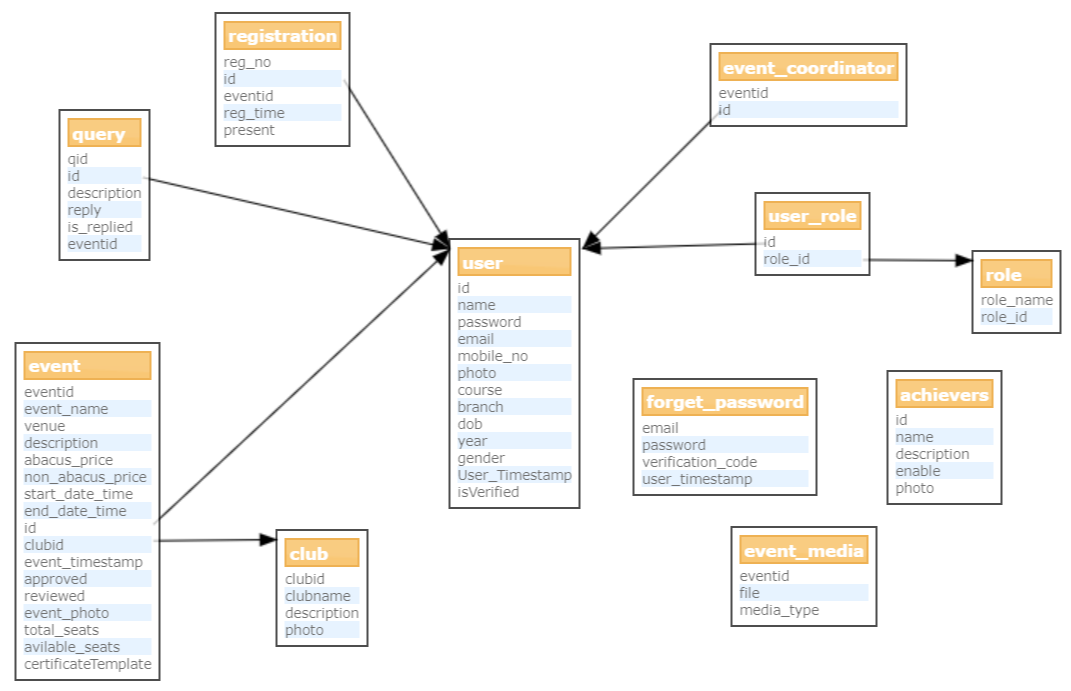 registration
reg_no
id
eventid
reg_time
present
event_coordinator
eventid
id
query
qid
id
description
reply
is_replied
eventid
user_role
id
role_id
role
role_name
role_id
user
id
name
password
email
mobile_no
photo
course
branch
dob
year
gender
User_Timestamp
isVerified
event
eventid
event_name
venue
description
abacus_price
non_abacus_price
start_date_time
end_date_time
id
clubid
event_timestamp
approved
reviewed
event_photo
total_seats
avilable_seats
certificateTemplate
forget_password
email
password
verification_code
user_timestamp
achievers
id
name
description
enable
photo
club
clubid
clubname
description
photo
event_media
eventid
file
media_type